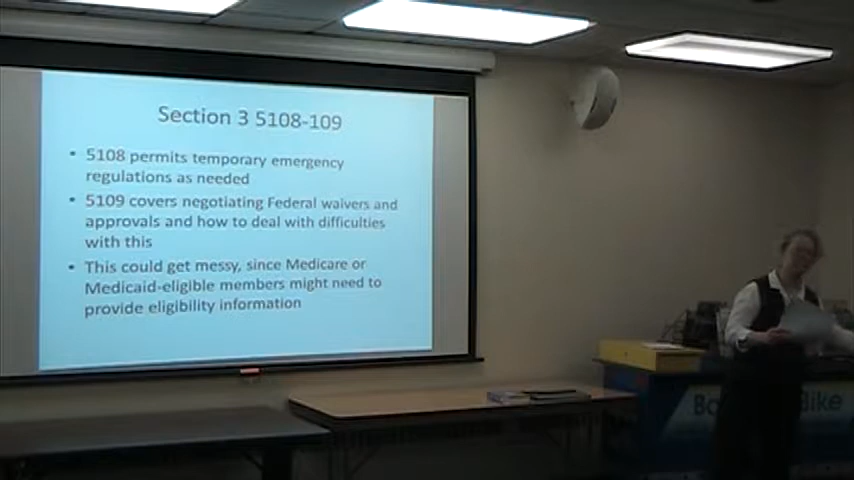 Section 3 5108-109
• 5108 permits temporary emergency
regulations as needed
• 5109 covers negotiating Federal waivers and
approvals and how to deal with difficulties
with this
• This could get messy, since Medicare or
Medicaid-eligible members might need to
provide eligibility information
Bike